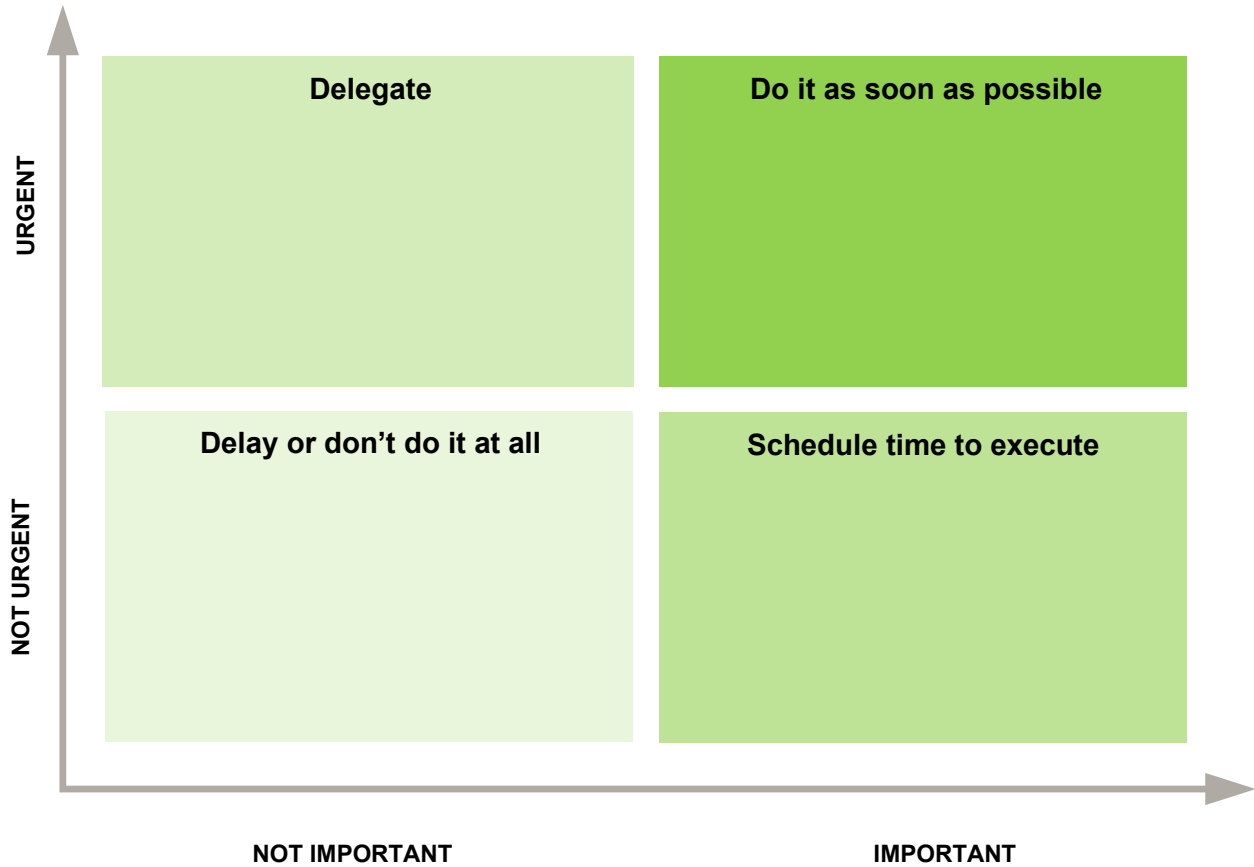 URGENT
Delegate
Do it as soon as possible
NOT URGENT
Delay or don’t do it at all
Schedule time to execute
NOT IMPORTANT
IMPORTANT